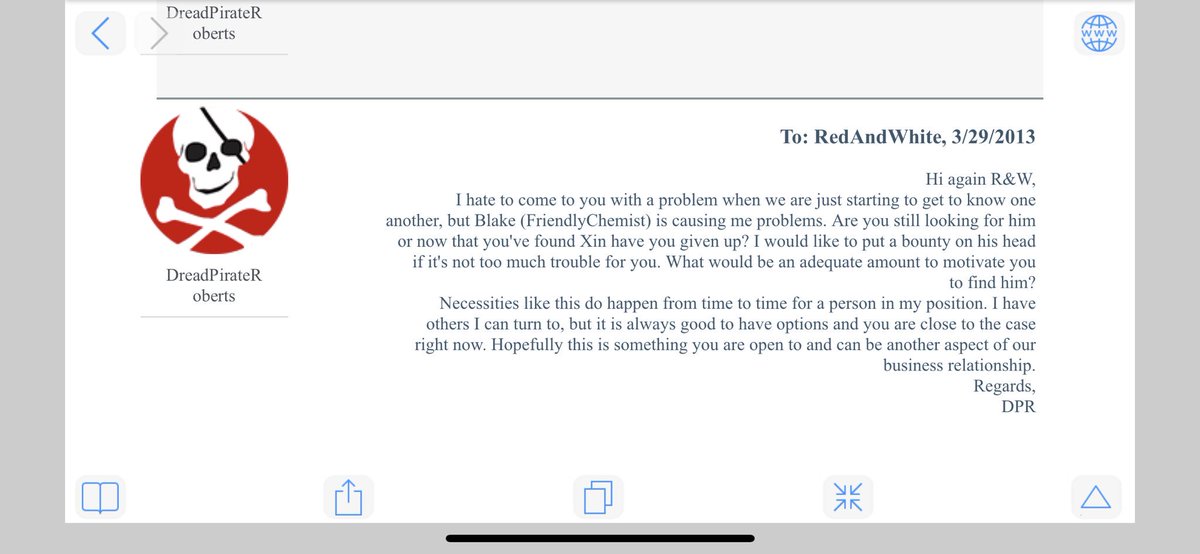 DreadPirateR
oberts
www
To: RedAndWhite, 3/29/2013
Hi again R&W,
I hate to come to you with a problem when we are just starting to get to know one
another, but Blake (FriendlyChemist) is causing me problems. Are you still looking for him
or now that you've found Xin have you given up? I would like to put a bounty on his head
if it's not too much trouble for you. What would be an adequate amount to motivate you
to find him?
Necessities like this do happen from time to time for a person in my position. I have
others I can turn to, but it is always good to have options and you are close to the case
right now. Hopefully this is something you are open to and can be another aspect of our
business relationship.
Regards,
DPR
DreadPirateR
oberts